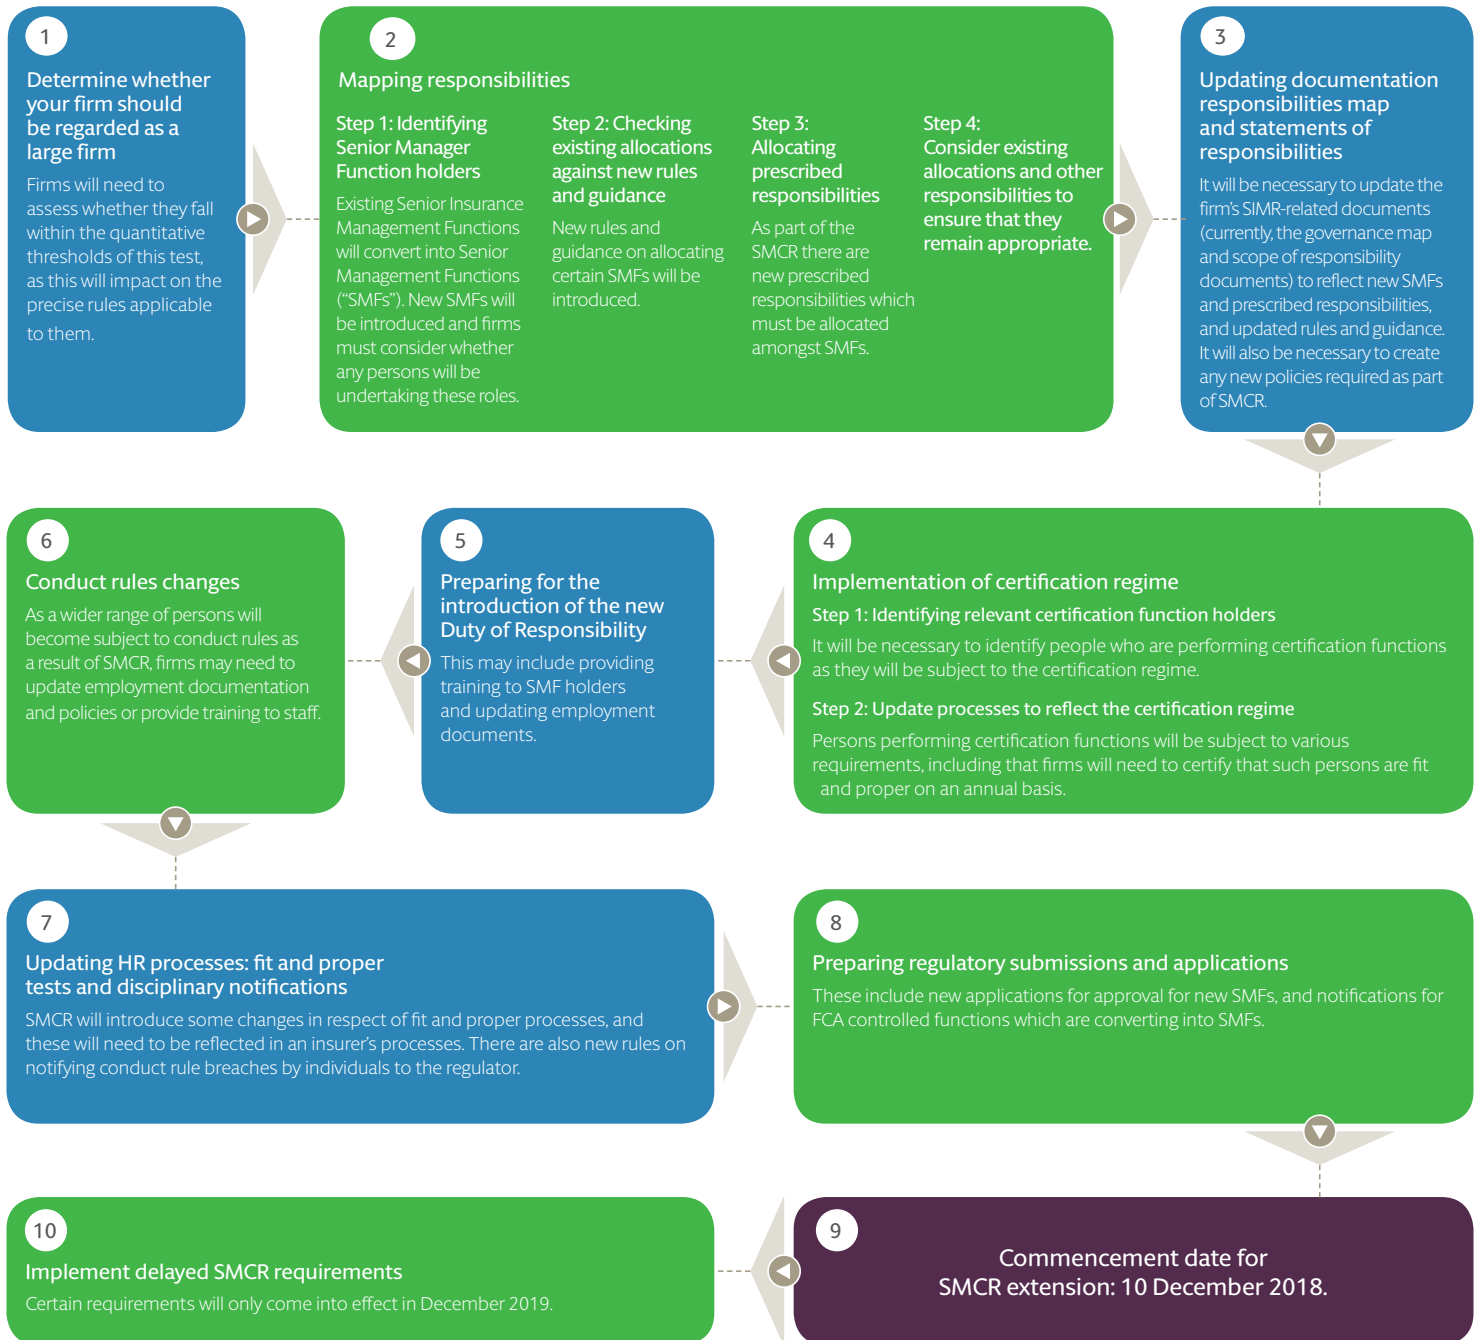 1
Determine whether
your firm should
be regarded as a
large firm
Firms will need to
assess whether they fall
within the quantitative
thresholds of this test,
as this will impact on the
precise rules applicable
to them.
2
Mapping responsibilities
Step 1: Identifying
Senior Manager
Function holders
Existing Senior Insurance
Management Functions
will convert into Senior
Management Functions
(“SMFs”). New SMFs will
be introduced and firms
must consider whether
any persons will be
undertaking these roles.
Step 2: Checking
existing allocations
against new rules
and guidance
New rules and
guidance on allocating
certain SMFs will be
introduced.
Step 3:
Allocating
prescribed
responsibilities
As part of the
SMCR there are
new prescribed
responsibilities which
must be allocated
amongst SMFs.
Step 4:
Consider existing
allocations and other
responsibilities to
ensure that they
remain appropriate.
3
Updating documentation
responsibilities map
and statements of
responsibilities
It will be necessary to update the
firm’s SIMR-related documents
(currently, the governance map
and scope of responsibility
documents) to reflect new SMFs
and prescribed responsibilities,
and updated rules and guidance.
It will also be necessary to create
any new policies required as part
of SMCR.
4
Implementation of certification regime
Step 1: Identifying relevant certification function holders
It will be necessary to identify people who are performing certification functions
as they will be subject to the certification regime.
Step 2: Update processes to reflect the certification regime
Persons performing certification functions will be subject to various
requirements, including that firms will need to certify that such persons are fit
and proper on an annual basis.
5
Preparing for the
introduction of the new
Duty of Responsibility
This may include providing
training to SMF holders
and updating employment
documents.
6
Conduct rules changes
As a wider range of persons will
become subject to conduct rules as
a result of SMCR, firms may need to
update employment documentation
and policies or provide training to staff.
7
Updating HR processes: fit and proper
tests and disciplinary notifications
SMCR will introduce some changes in respect of fit and proper processes, and
these will need to be reflected in an insurer’s processes. There are also new rules on
notifying conduct rule breaches by individuals to the regulator.
8
Preparing regulatory submissions and applications
These include new applications for approval for new SMFs, and notifications for
FCA controlled functions which are converting into SMFs.
9
Commencement date for
SMCR extension: 10 December 2018.
10
Implement delayed SMCR requirements
Certain requirements will only come into effect in December 2019.